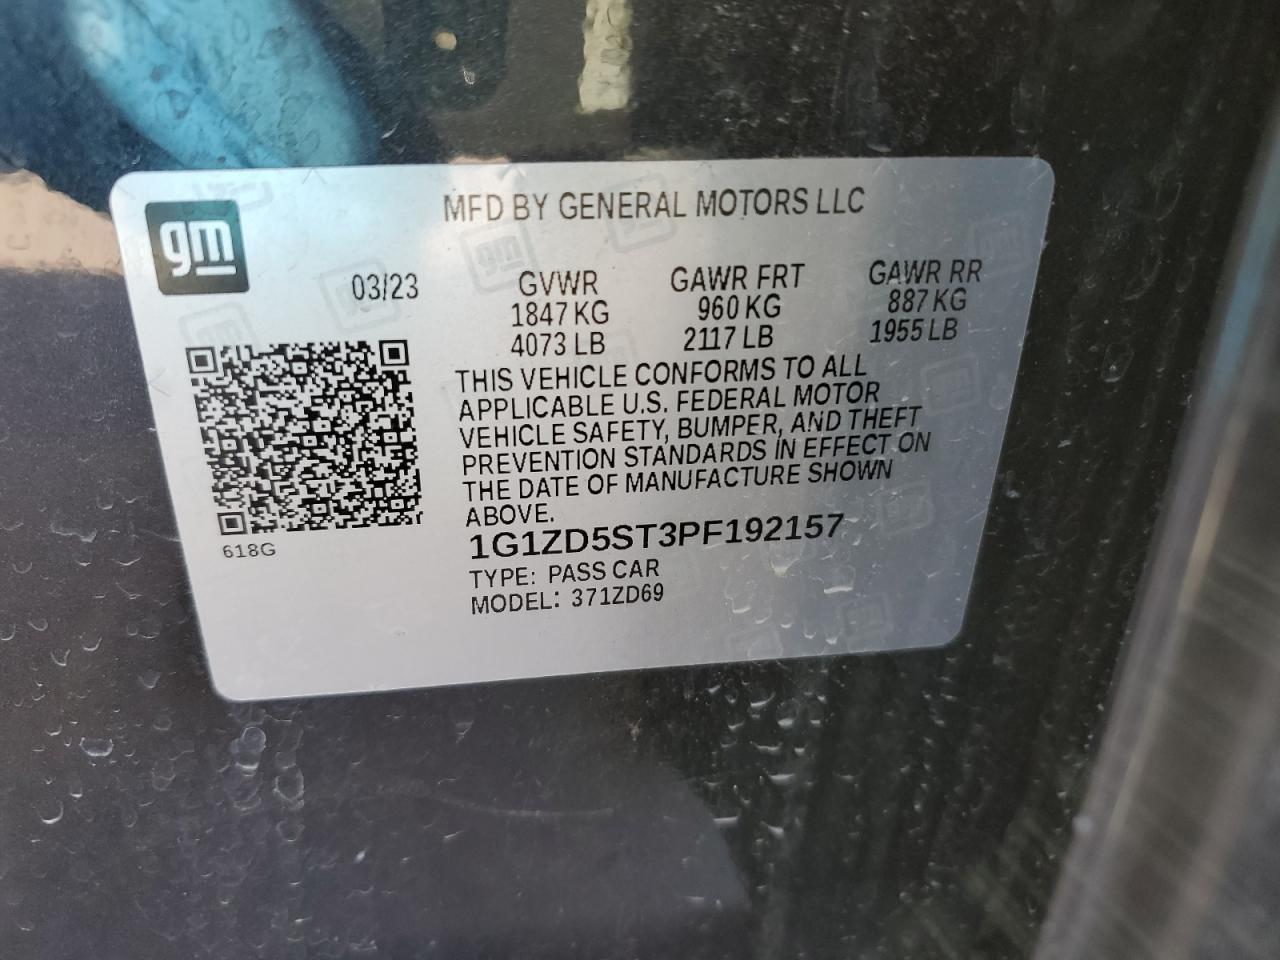 gm
MFD BY GENERAL MOTORS LLC
03/23
GVWR GAWR FRT GAWR RR
1847 KG 960 KG 887 KG
4073 LB 2117 LB 1955 LB
THIS VEHICLE CONFORMS TO ALL
APPLICABLE U.S. FEDERAL MOTOR
VEHICLE SAFETY, BUMPER, AND THEFT
PREVENTION STANDARDS IN EFFECT ON
THE DATE OF MANUFACTURE SHOWN
ABOVE.
618G
1G1ZD5ST3PF192157
TYPE: PASS CAR
MODEL: 371ZD69